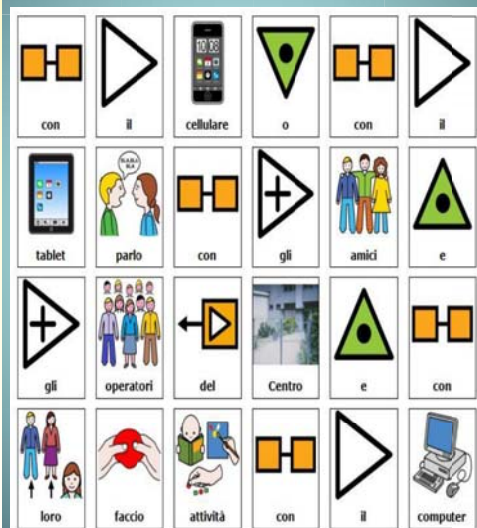 con il cellulare o con il
tablet parlo con gli amici e
gli operatori del Centro e con
loro faccio attività con il computer